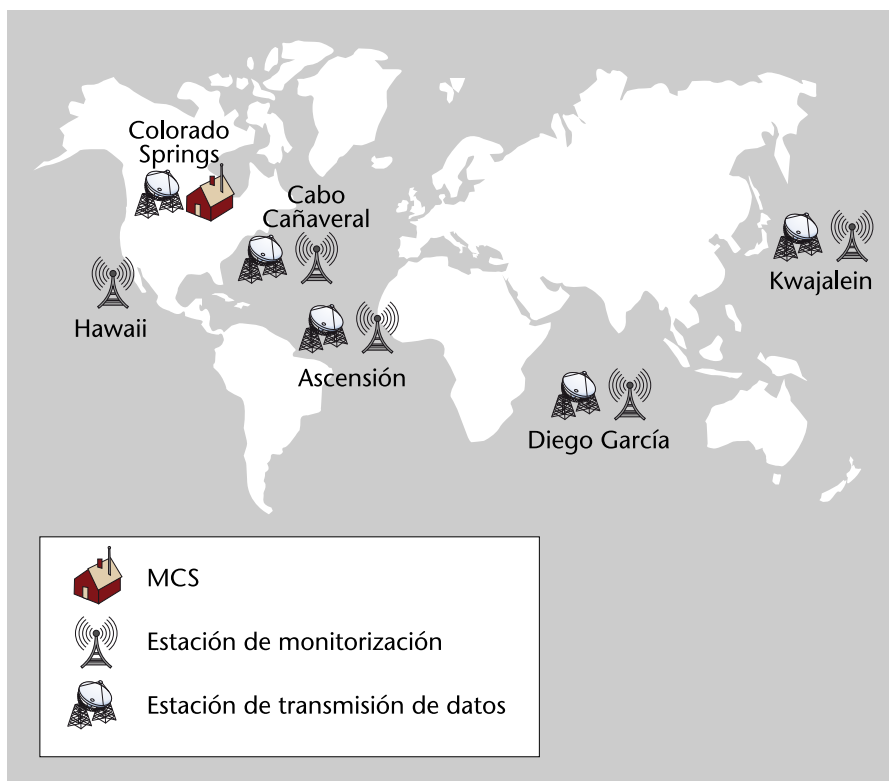 Colorado
Springs
Cabo
Cañaveral
Kwajalein
Hawaii
Ascensión
Diego García
MCS
Estación de monitorización
Estación de transmisión de datos